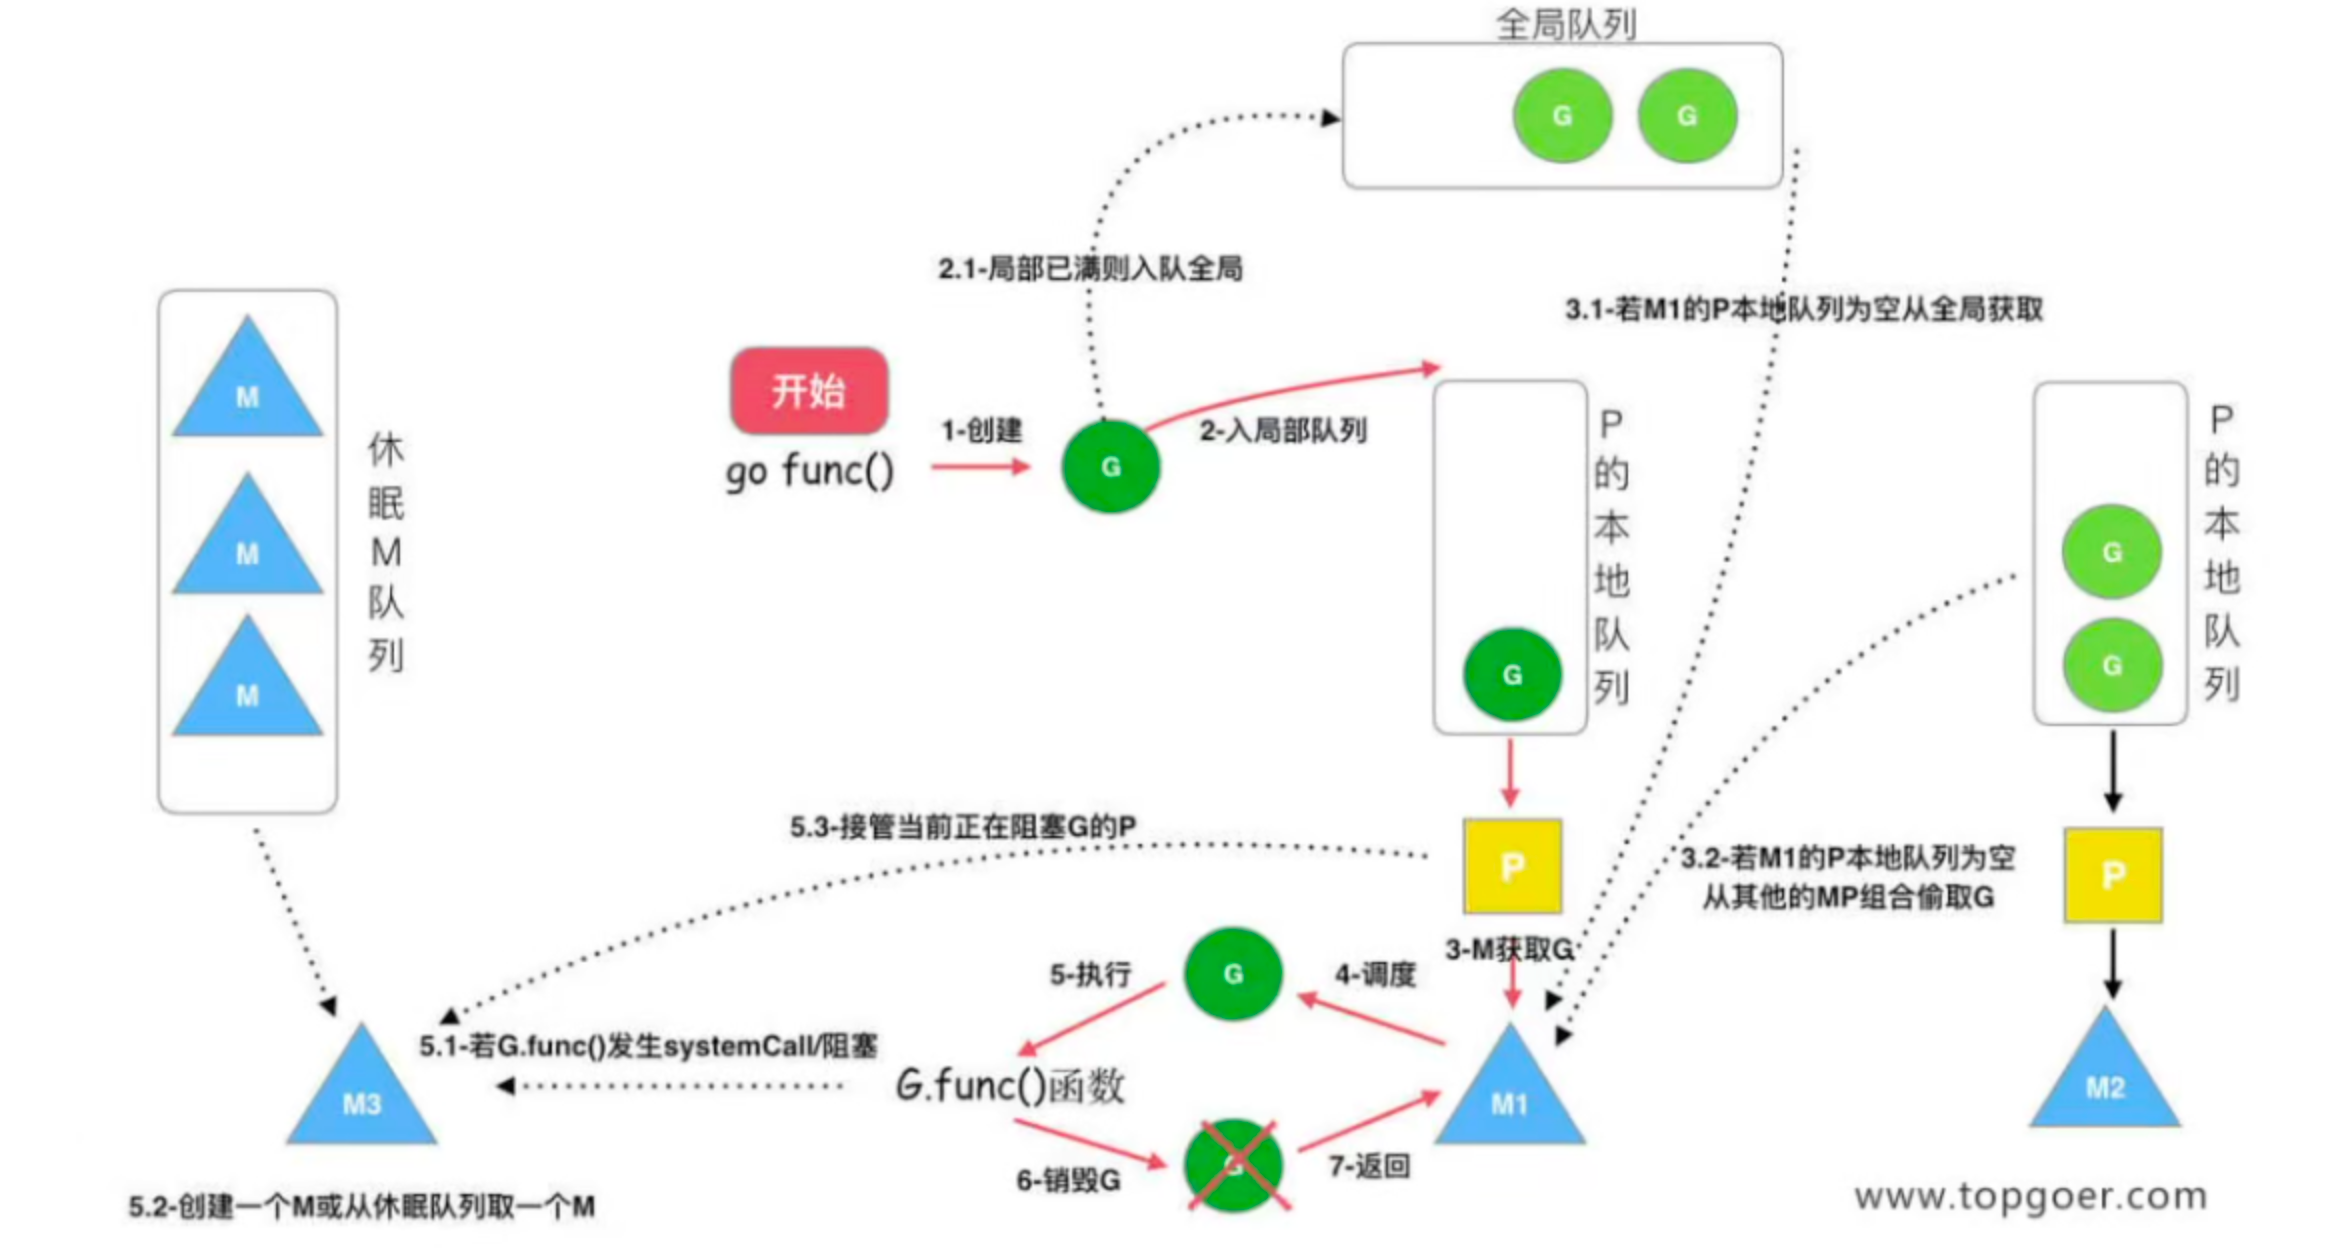 全局队列
G
G
2.1-局部已满则入队全局
3.1-若M1的P本地队列为空从全局获取
M
M
M
休眠M队列
开始
go func()
1-创建
G
2-入局部队列
P的本地队列
G
P的本地队列
G
G
5.3-接管当前正在阻塞G的P
P
3.2-若M1的P本地队列为空
从其他的MP组合偷取G
P
3-M获取G
5-执行
G
4-调度
5.1-若G.func()发生systemCall/阻塞
M3
G.func()函数
M1
M2
6-销毁G
G
7-返回
5.2-创建一个M或从休眠队列取一个M
www.topgoer.com